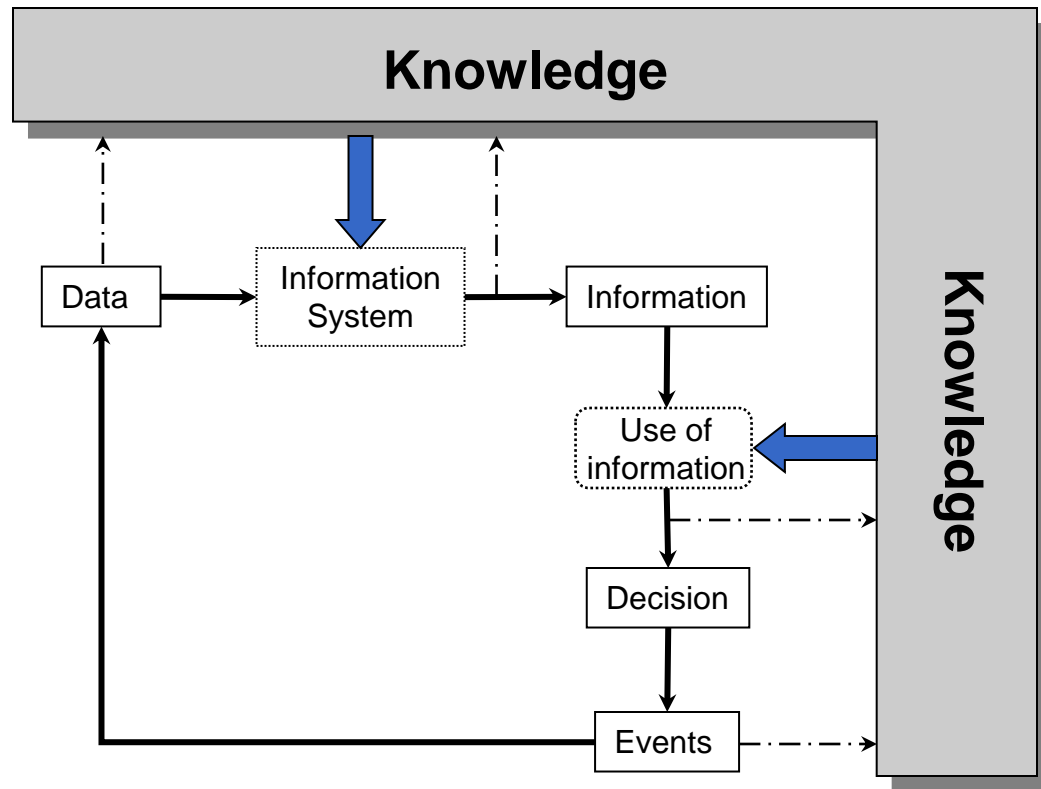 Knowledge
Data
Information
System
Information
Knowledge
Use of
information
Decision
Events